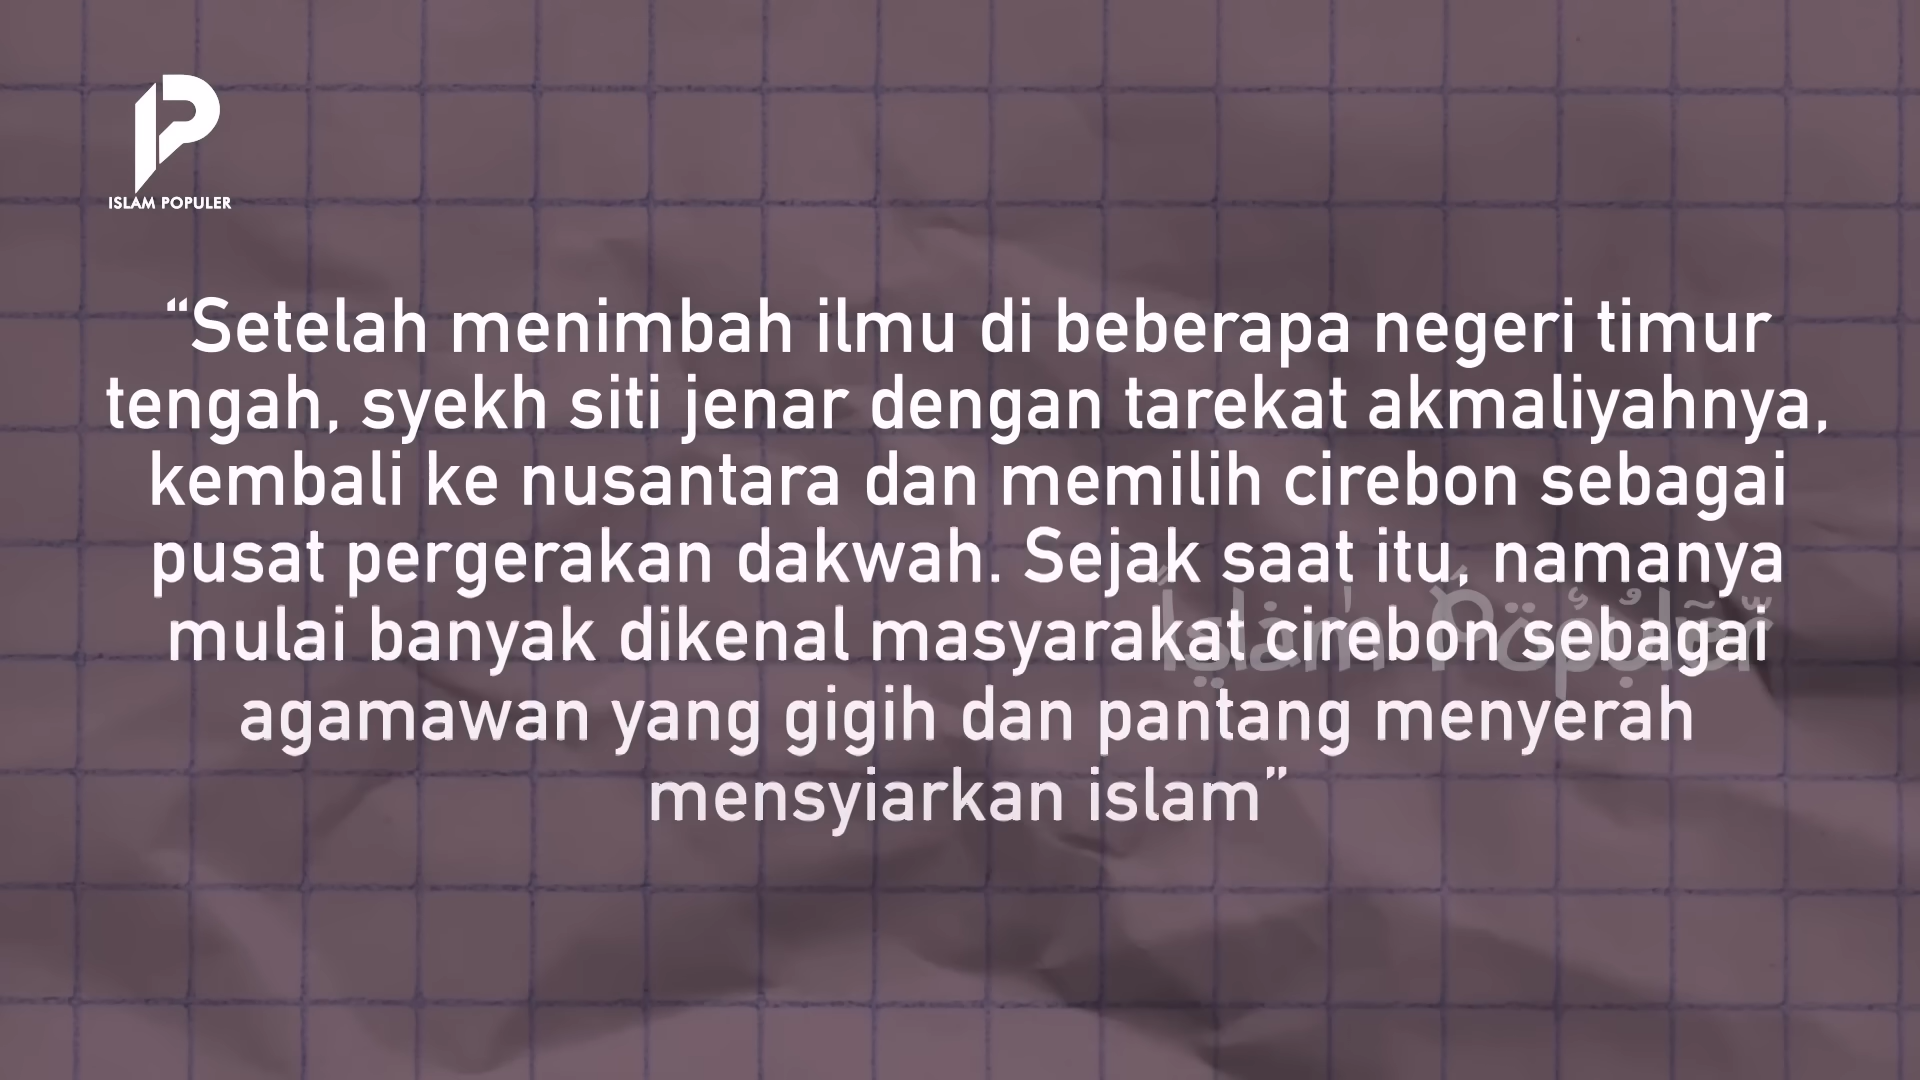 ISLAM POPULER
“Setelah menimbah ilmu di beberapa negeri timur
tengah, syekh siti jenar dengan tarekat akmaliyahnya,
kembali ke nusantara dan memilih cirebon sebagai
pusat pergerakan dakwah. Sejak saat itu, namanya
mulai banyak dikenal masyarakat cirebon sebagai
agamawan yang gigih dan pantang menyerah
mensyiarkan islam”
Islam Populer